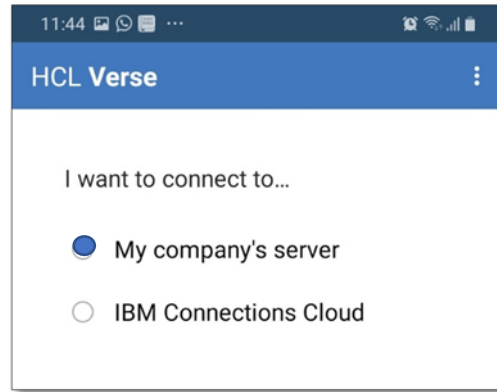 11:44 ...
HCL Verse
I want to connect to...
My company's server
IBM Connections Cloud